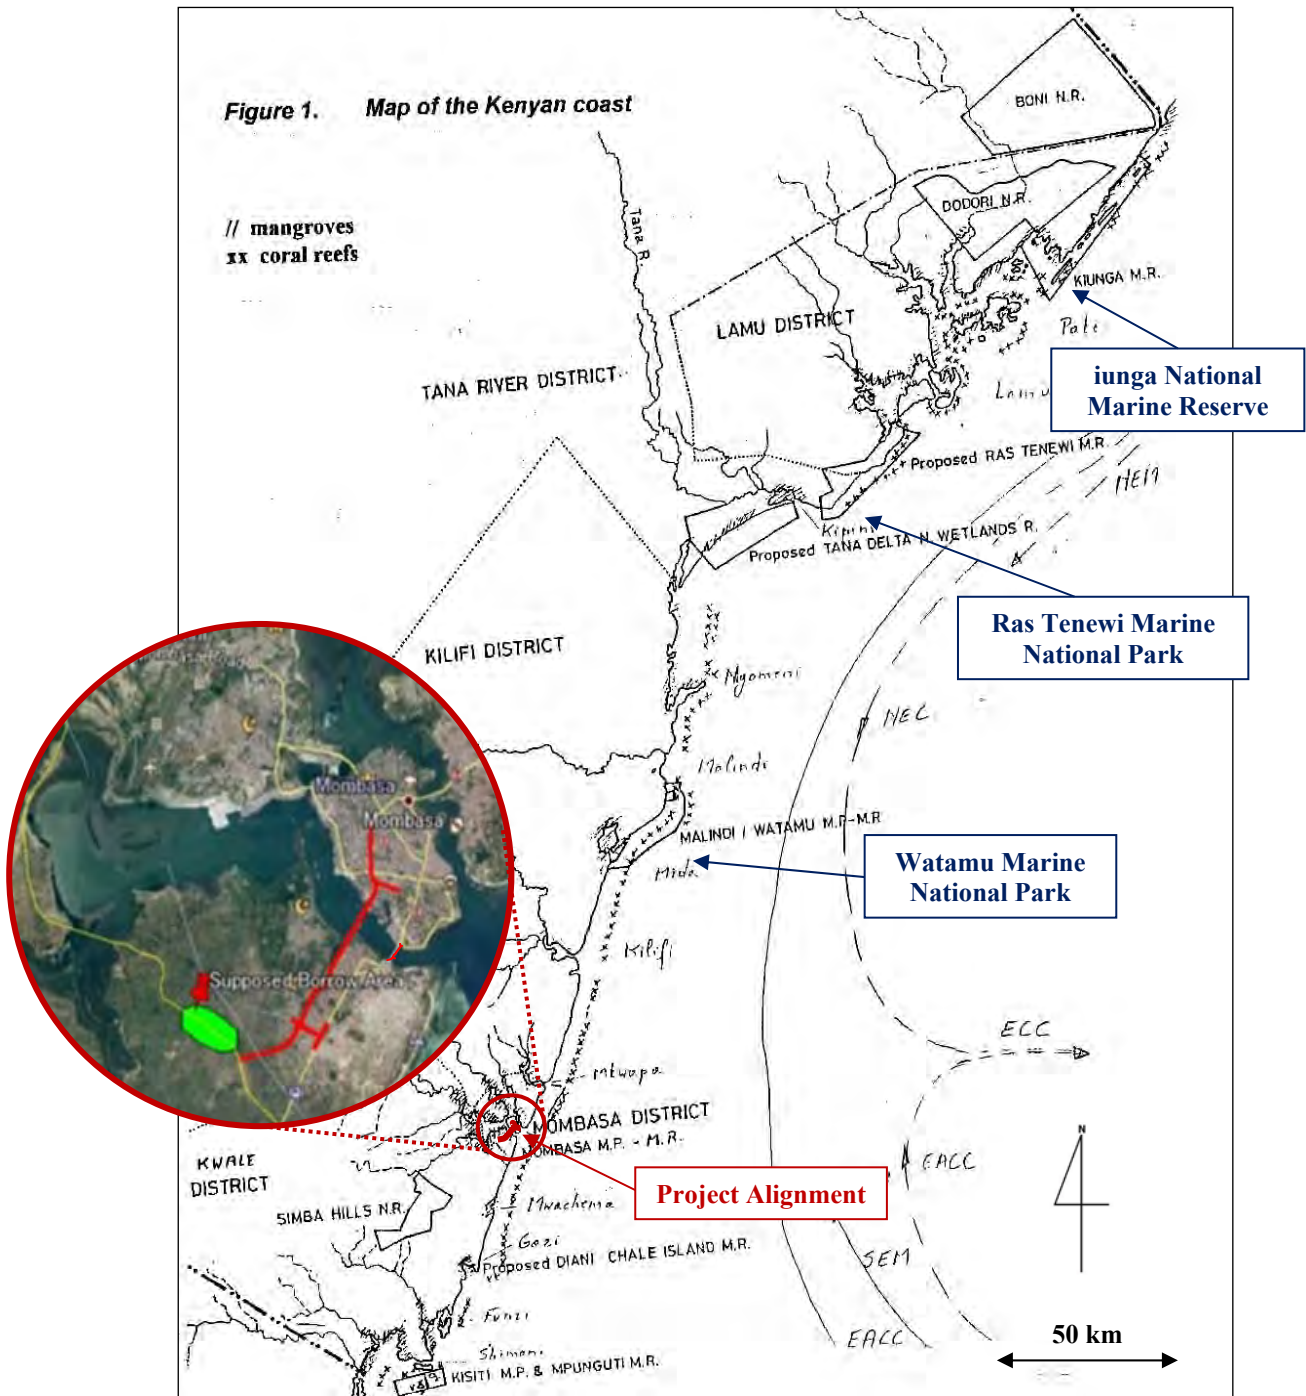 Figure 1. Map of the Kenyan coast
// mangroves
xx coral reefs
BONI N.R.
DODORI N.R.
Tana R.
KIUNGA M.R.
LAMU DISTRICT
Pate
iunga National
Marine Reserve
TANA RIVER DISTRICT
Lamu
Proposed RAS TENEWI M.R.
NEM
Kipini
Proposed TANA DELTA N. WETLANDS R.
Ras Tenewi Marine
National Park
KILIFI DISTRICT
Ngomeni
NEC
Malindi
Mombasa
Mombasa
MALINDI / WATAMU M.P-M.R
Mida
Watamu Marine
National Park
Kilifi
Supposed Borrow Area
ECC
Mtwapa
MOMBASA DISTRICT
MOMBASA M.P. - M.R.
N
KWALE
DISTRICT
EACC
Project Alignment
SIMBA HILLS N.R.
Mwachema
Gazi
Proposed DIANI CHALE ISLAND M.R.
SEM
Funzi
EACC
50 km
Shimoni
KISITI M.P. & MPUNGUTI M.R.